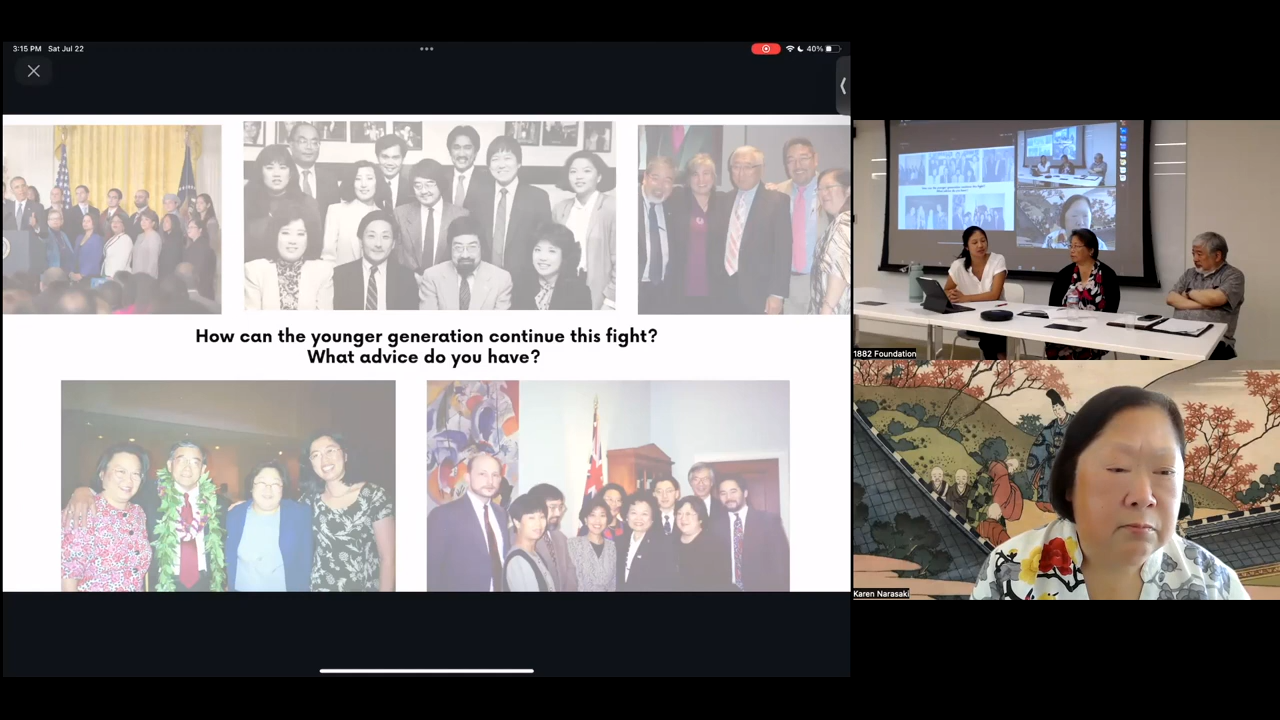 3:15 PM Sat Jul 22
40%
How can the younger generation continue this fight?
What advice do you have?
1882 Foundation
Karen Narasaki